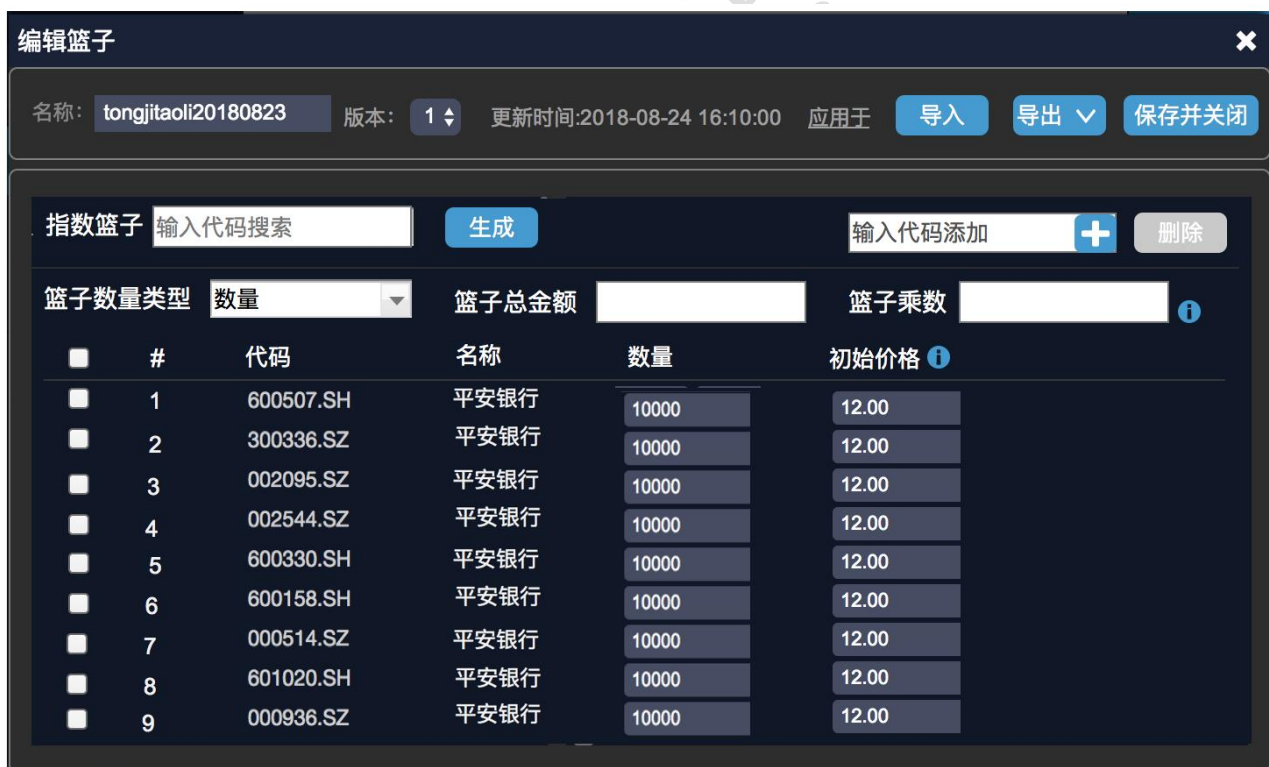 编辑篮子
名称: tongjitaoli20180823 版本: 1 更新时间:2018-08-24 16:10:00 应用于 导入 导出 保存并关闭
指数篮子 输入代码搜索 生成 输入代码添加 删除
篮子数量类型 数量 篮子总金额 篮子乘数
# 代码 名称 数量 初始价格
1 600507.SH 平安银行 10000 12.00
2 300336.SZ 平安银行 10000 12.00
3 002095.SZ 平安银行 10000 12.00
4 002544.SZ 平安银行 10000 12.00
5 600330.SH 平安银行 10000 12.00
6 600158.SH 平安银行 10000 12.00
7 000514.SZ 平安银行 10000 12.00
8 601020.SH 平安银行 10000 12.00
9 000936.SZ 平安银行 10000 12.00